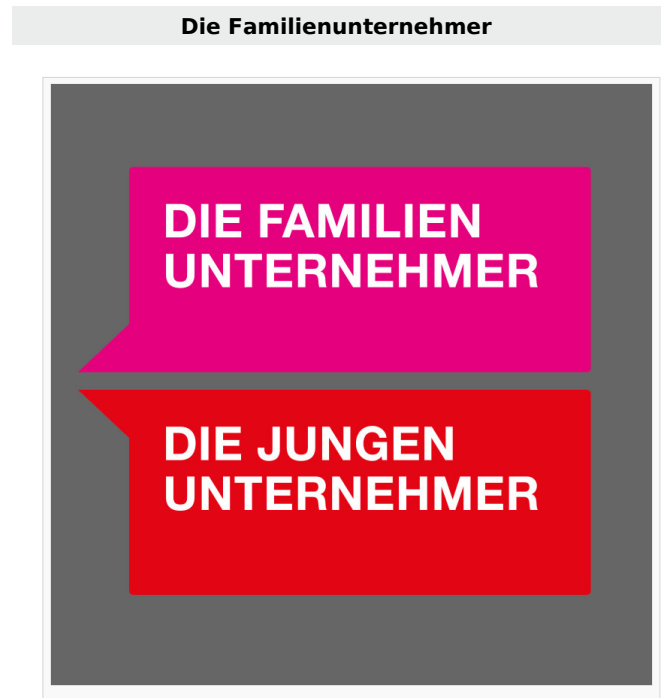 Die Familienunternehmer
DIE FAMILIEN
UNTERNEHMER
DIE JUNGEN
UNTERNEHMER